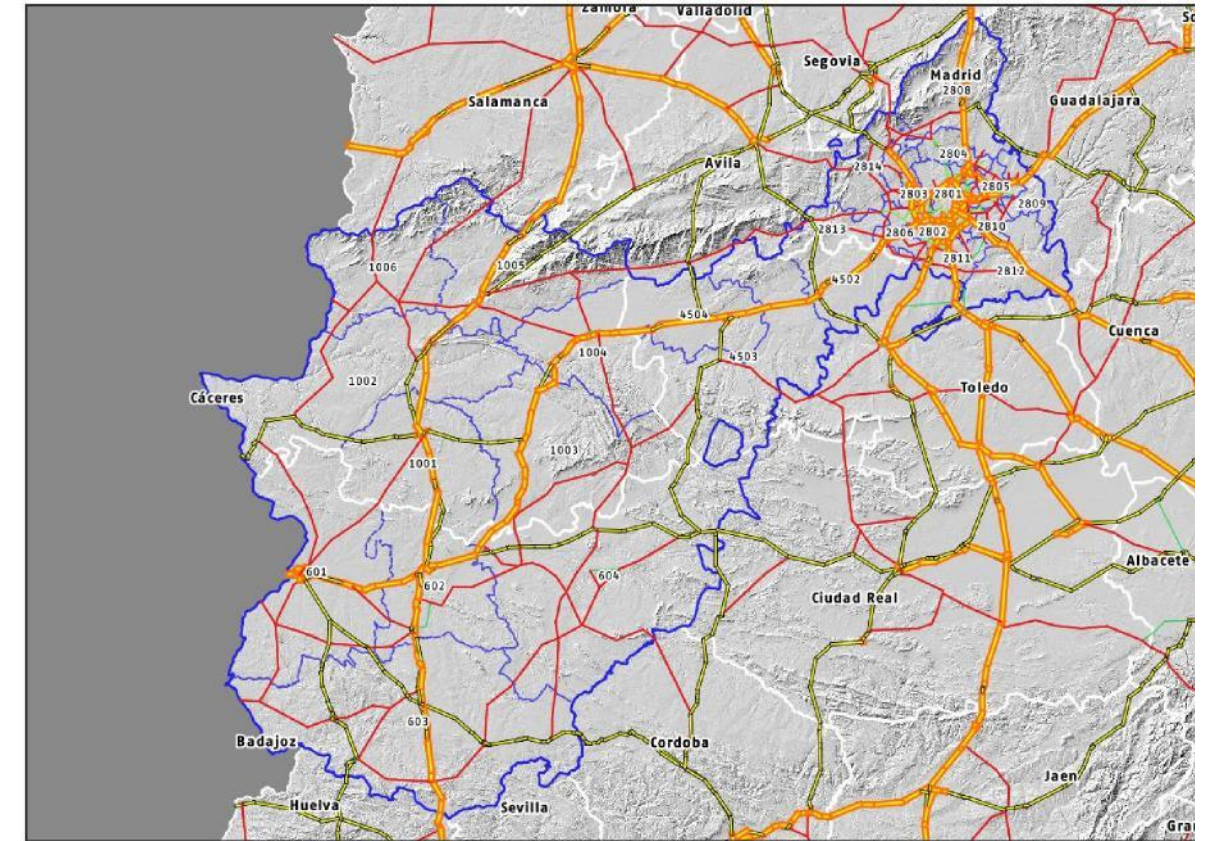 Zamora
Valladolid
So
Segovia
Madrid
2808
Guadalajara
Salamanca
Avila
2804
2814
2803
2801
2805
2809
2813
2806
2802
2810
2811
2812
1006
1005
4502
4504
Cuenca
1004
4503
1002
Cáceres
Toledo
1003
1001
601
602
604
Albacete
Ciudad Real
603
Badajoz
Cordoba
Jaen
Huelva
Sevilla
Gra